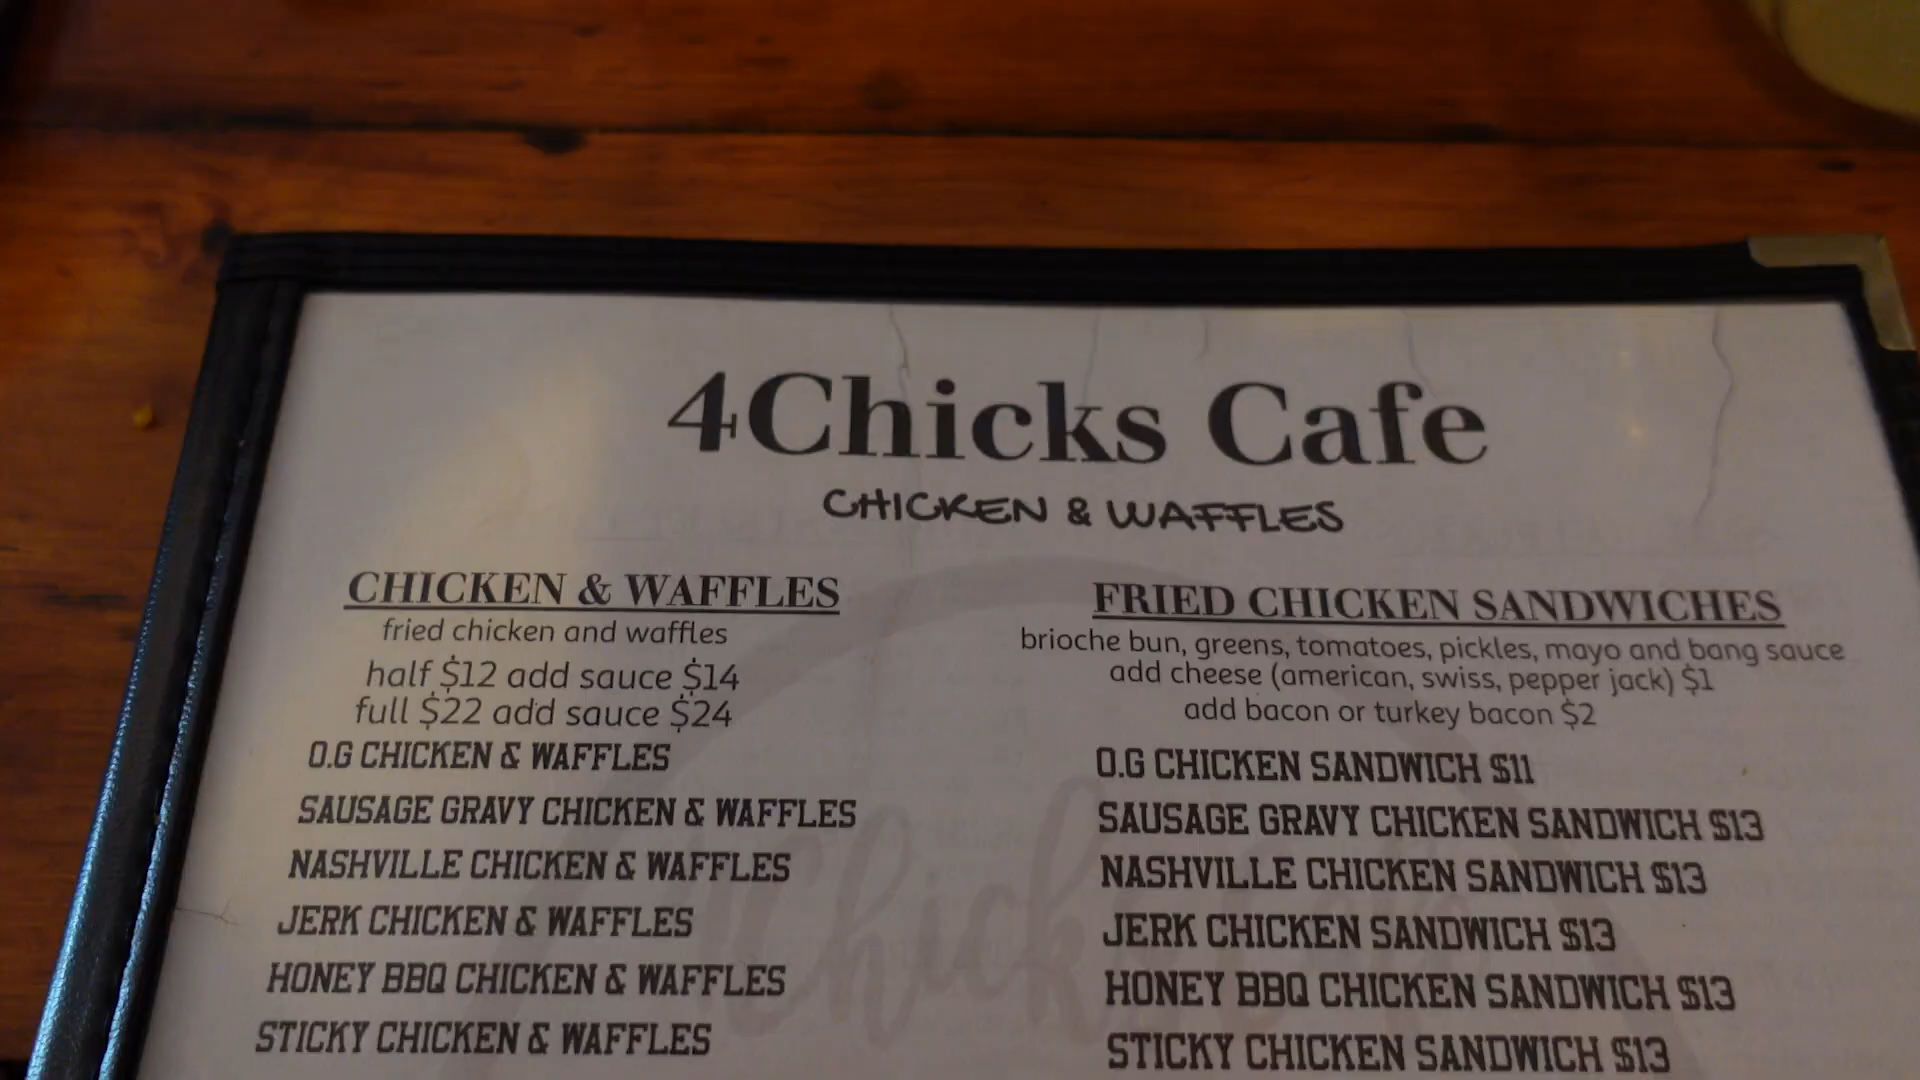 4Chicks Cafe
CHICKEN & WAFFLES
CHICKEN & WAFFLES
fried chicken and waffles
half $12 add sauce $14
full $22 add sauce $24
O.G CHICKEN & WAFFLES
SAUSAGE GRAVY CHICKEN & WAFFLES
NASHVILLE CHICKEN & WAFFLES
JERK CHICKEN & WAFFLES
HONEY BBQ CHICKEN & WAFFLES
STICKY CHICKEN & WAFFLES
FRIED CHICKEN SANDWICHES
brioche bun, greens, tomatoes, pickles, mayo and bang sauce
add cheese (american, swiss, pepper jack) $1
add bacon or turkey bacon $2
O.G CHICKEN SANDWICH $11
SAUSAGE GRAVY CHICKEN SANDWICH $13
NASHVILLE CHICKEN SANDWICH $13
JERK CHICKEN SANDWICH $13
HONEY BBQ CHICKEN SANDWICH $13
STICKY CHICKEN SANDWICH $13